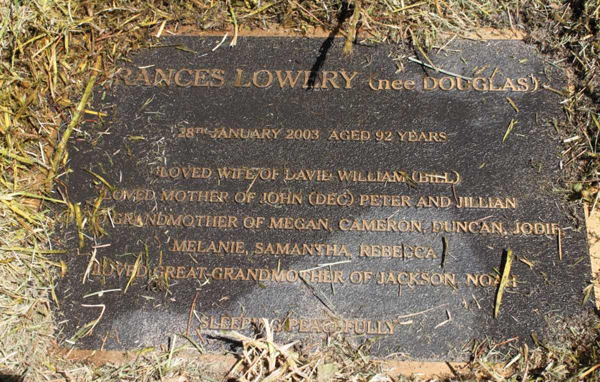 FRANCES LOWERY (nee DOUGLAS)
28TH JANUARY 2003 AGED 92 YEARS
LOVED WIFE OF DAVID WILLIAM (BILL)
LOVED MOTHER OF JOHN (DEC) PETER AND JILLIAN
GRANDMOTHER OF MEGAN, CAMERON, DUNCAN, JODIE
MELANIE, SAMANTHA, REBECCA
LOVED GREAT-GRANDMOTHER OF JACKSON, NOAH
SLEEPING PEACEFULLY